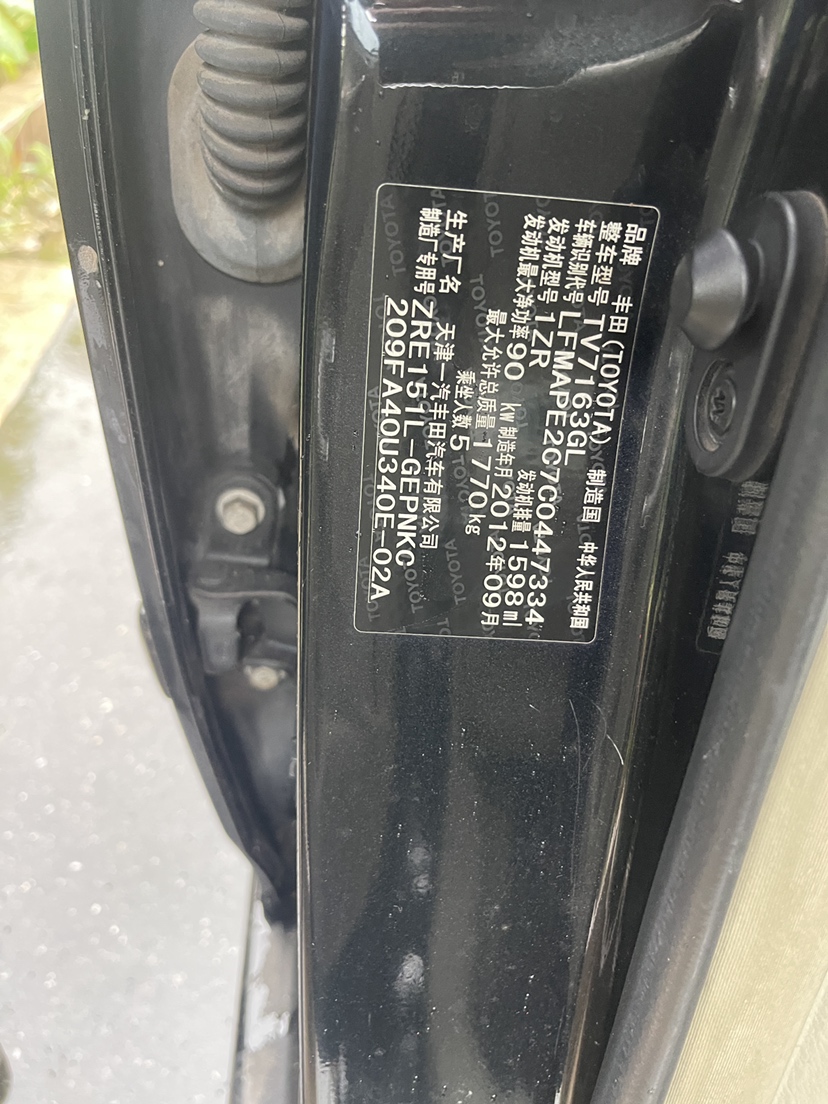 品牌 丰田(TOYOTA) 制造国 中华人民共和国
整车型号 TV7163GL
车辆识别代号 LFMAPE2C7C0447334
发动机型号 1ZR 发动机排量 1598 ml
发动机最大净功率 90 kW 制造年月 2012年09月
最大允许总质量 1770 kg
乘坐人数 5
生产厂名 天津一汽丰田汽车有限公司
制造厂专用号 ZRE151L-GEPNKC
209FA40U340E-02A